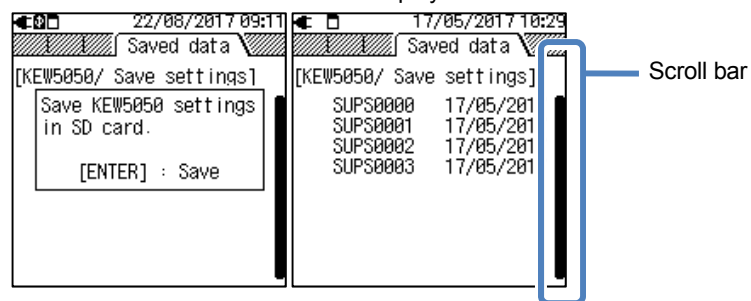 22/08/2017 09:11
Saved data
[KEW5050/ Save settings]
Save KEW5050 settings
in SD card.
[ENTER] : Save
17/05/2017 10:29
Saved data
[KEW5050/ Save settings]
SUPS0000 17/05/201
SUPS0001 17/05/201
SUPS0002 17/05/201
SUPS0003 17/05/201
Scroll bar